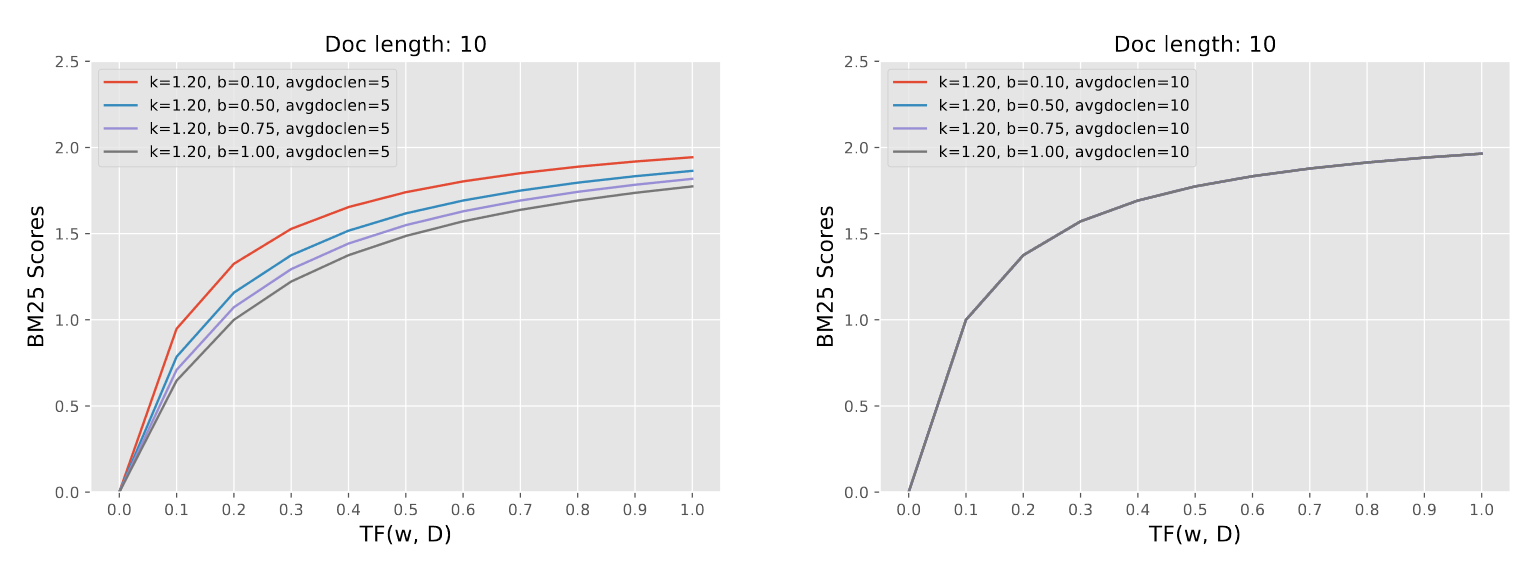 Doc length: 10
k=1.20, b=0.10, avgdoclen=5
k=1.20, b=0.50, avgdoclen=5
k=1.20, b=0.75, avgdoclen=5
k=1.20, b=1.00, avgdoclen=5
2.5
2.0
1.5
1.0
0.5
0.0
BM25 Scores
0.0 0.1 0.2 0.3 0.4 0.5 0.6 0.7 0.8 0.9 1.0
TF(w, D)
Doc length: 10
k=1.20, b=0.10, avgdoclen=10
k=1.20, b=0.50, avgdoclen=10
k=1.20, b=0.75, avgdoclen=10
k=1.20, b=1.00, avgdoclen=10
2.5
2.0
1.5
1.0
0.5
0.0
BM25 Scores
0.0 0.1 0.2 0.3 0.4 0.5 0.6 0.7 0.8 0.9 1.0
TF(w, D)